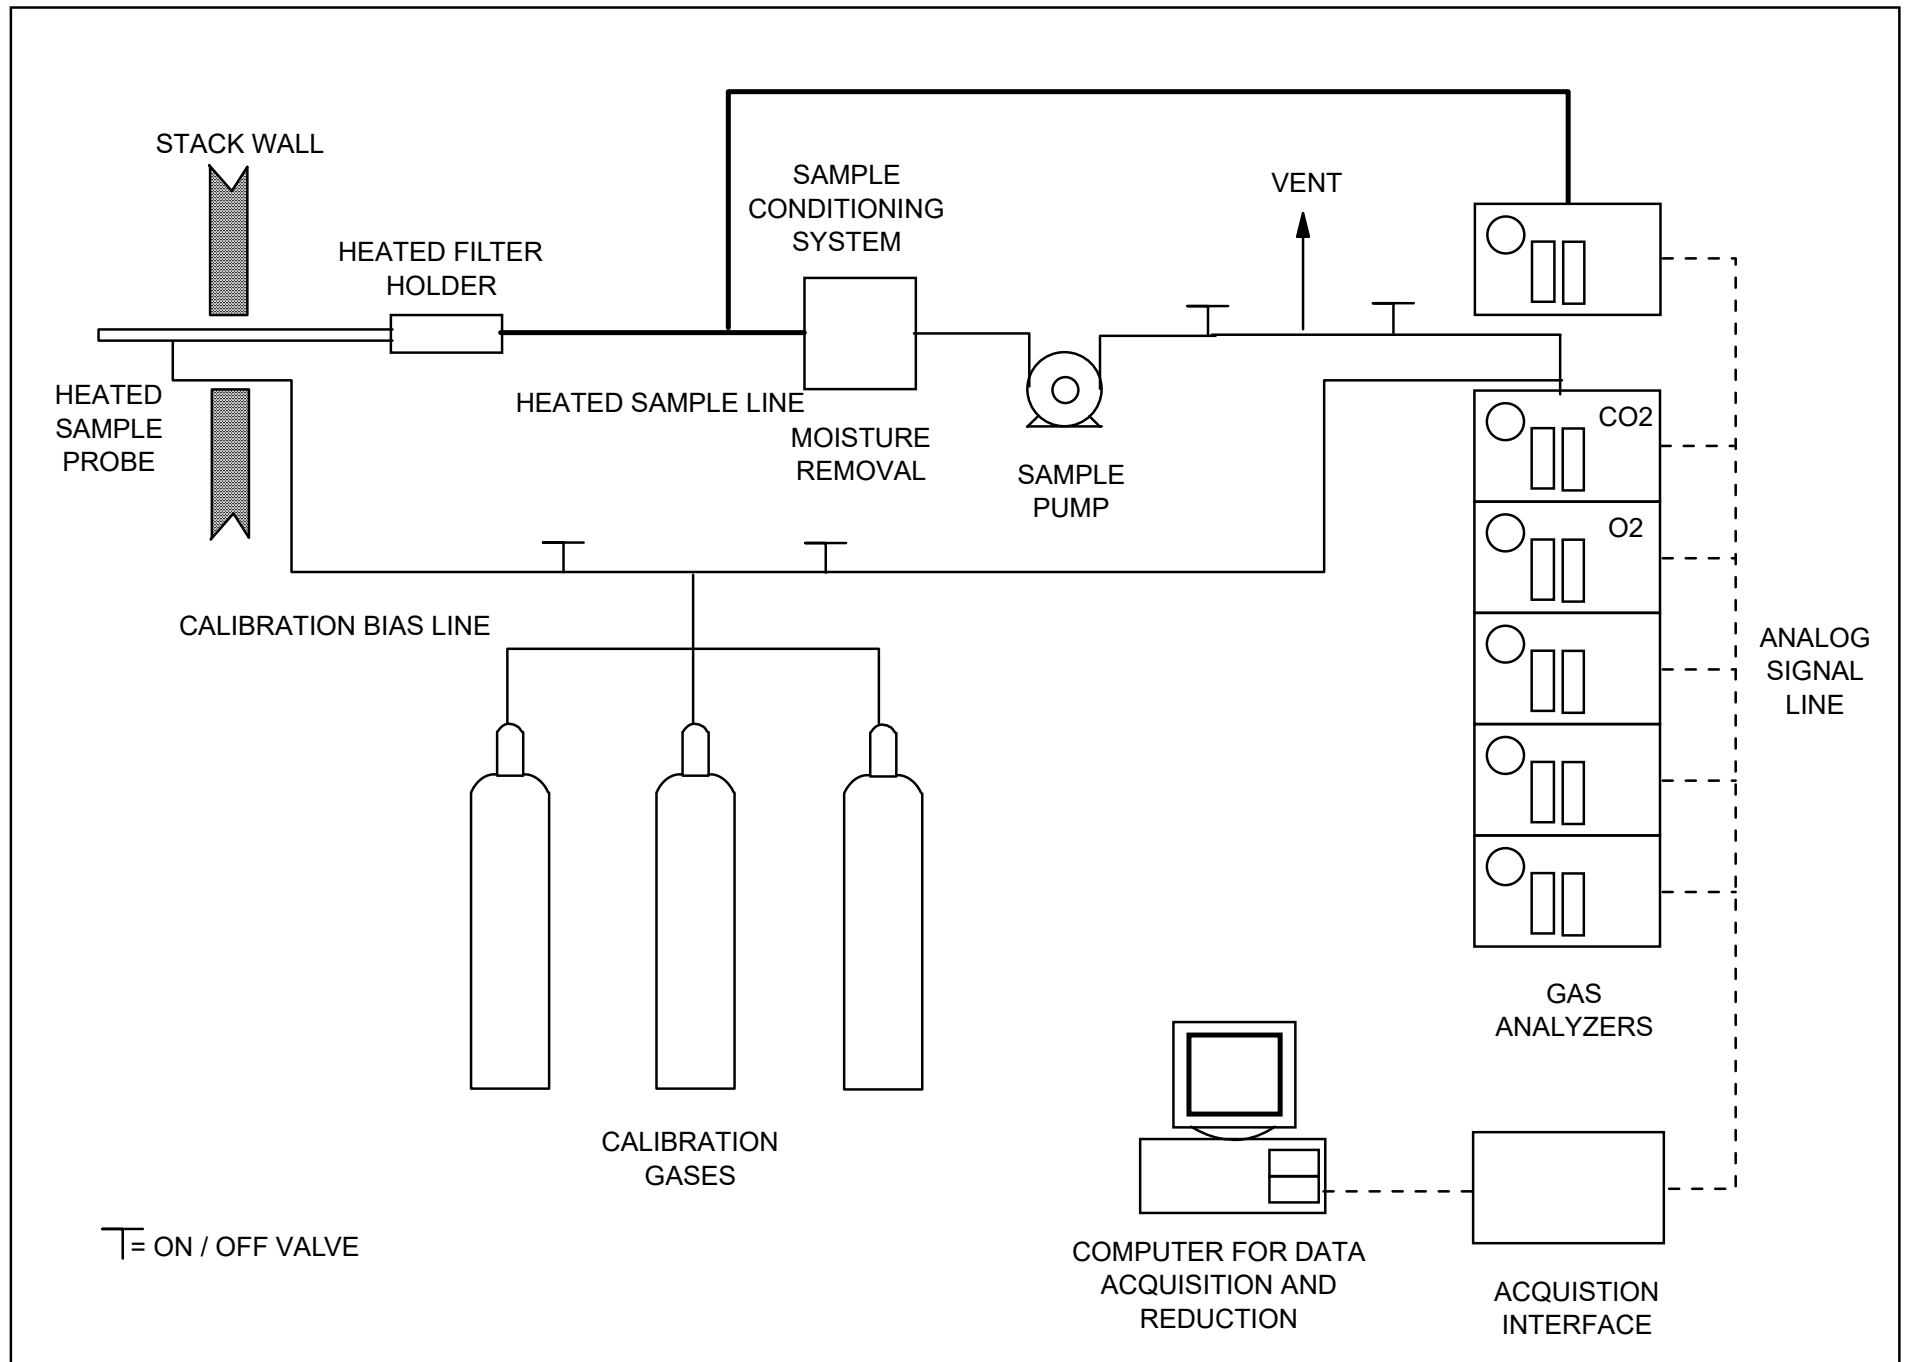 STACK WALL
SAMPLE
CONDITIONING
SYSTEM
VENT
HEATED FILTER
HOLDER
HEATED
SAMPLE
PROBE
HEATED SAMPLE LINE
MOISTURE
REMOVAL
SAMPLE
PUMP
CO2
O2
CALIBRATION BIAS LINE
ANALOG
SIGNAL
LINE
GAS
ANALYZERS
CALIBRATION
GASES
= ON / OFF VALVE
COMPUTER FOR DATA
ACQUISITION AND
REDUCTION
ACQUISTION
INTERFACE